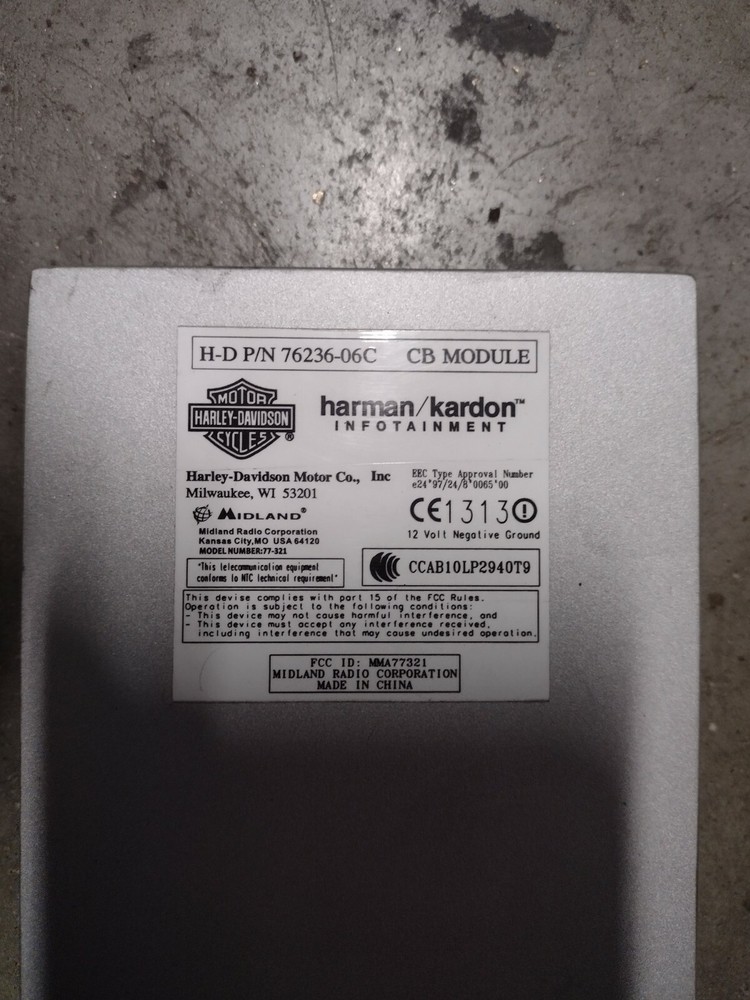 H-D P/N 76236-06C CB MODULE
MOTOR
HARLEY-DAVIDSON
CYCLES
®
harman/kardon™
INFOTAINMENT
Harley-Davidson Motor Co., Inc
Milwaukee, WI 53201
EEC Type Approval Number
e24*97/24/8*0065*00
MIDLAND®
CE1313!
Midland Radio Corporation
Kansas City,MO USA 64120
MODEL NUMBER:77-321
12 Volt Negative Ground
"This telecommunication equipment
conforms to NTC technical requirement"
CCAB10LP2940T9
This devise complies with part 15 of the FCC Rules.
Operation is subject to the following conditions:
- This device may not cause harmful interference, and
- This device must accept any interference received,
including interference that may cause undesired operation.
FCC ID: MMA77321
MIDLAND RADIO CORPORATION
MADE IN CHINA